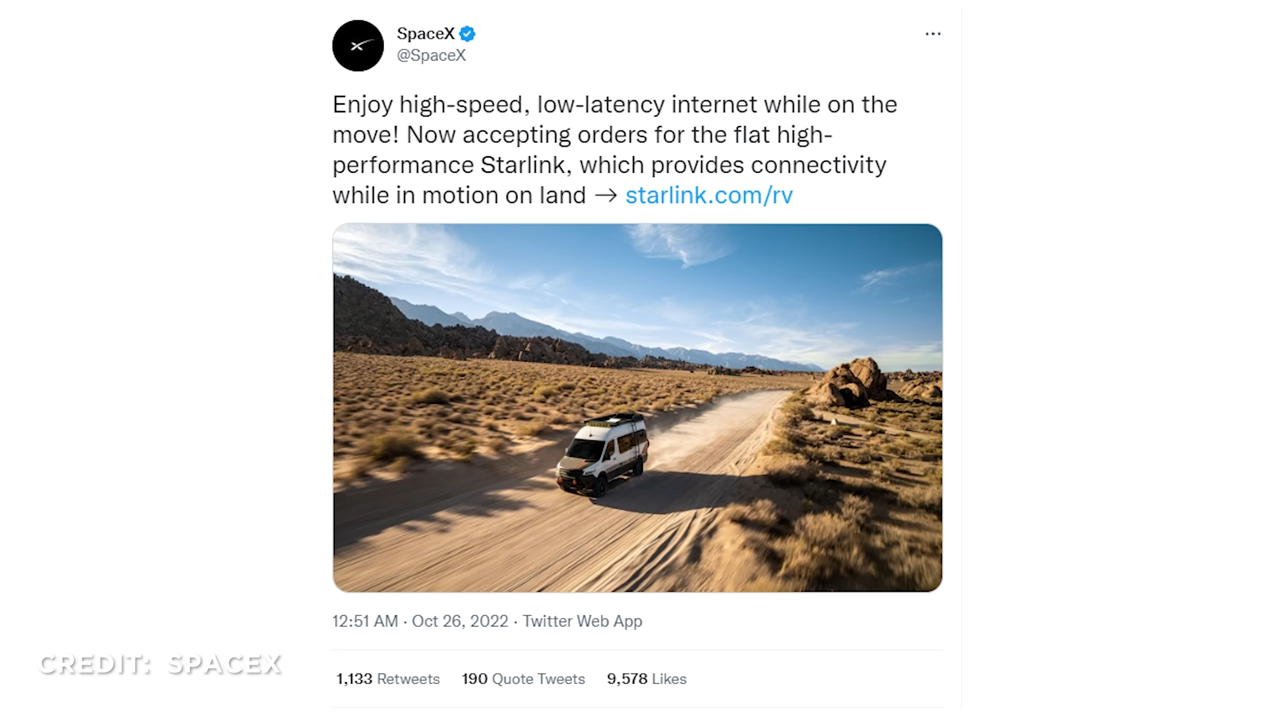 SpaceX
@SpaceX
Enjoy high-speed, low-latency internet while on the
move! Now accepting orders for the flat high-
performance Starlink, which provides connectivity
while in motion on land → starlink.com/rv
12:51 AM · Oct 26, 2022 · Twitter Web App
CREDIT: SPACEX
1,133 Retweets 190 Quote Tweets 9,578 Likes